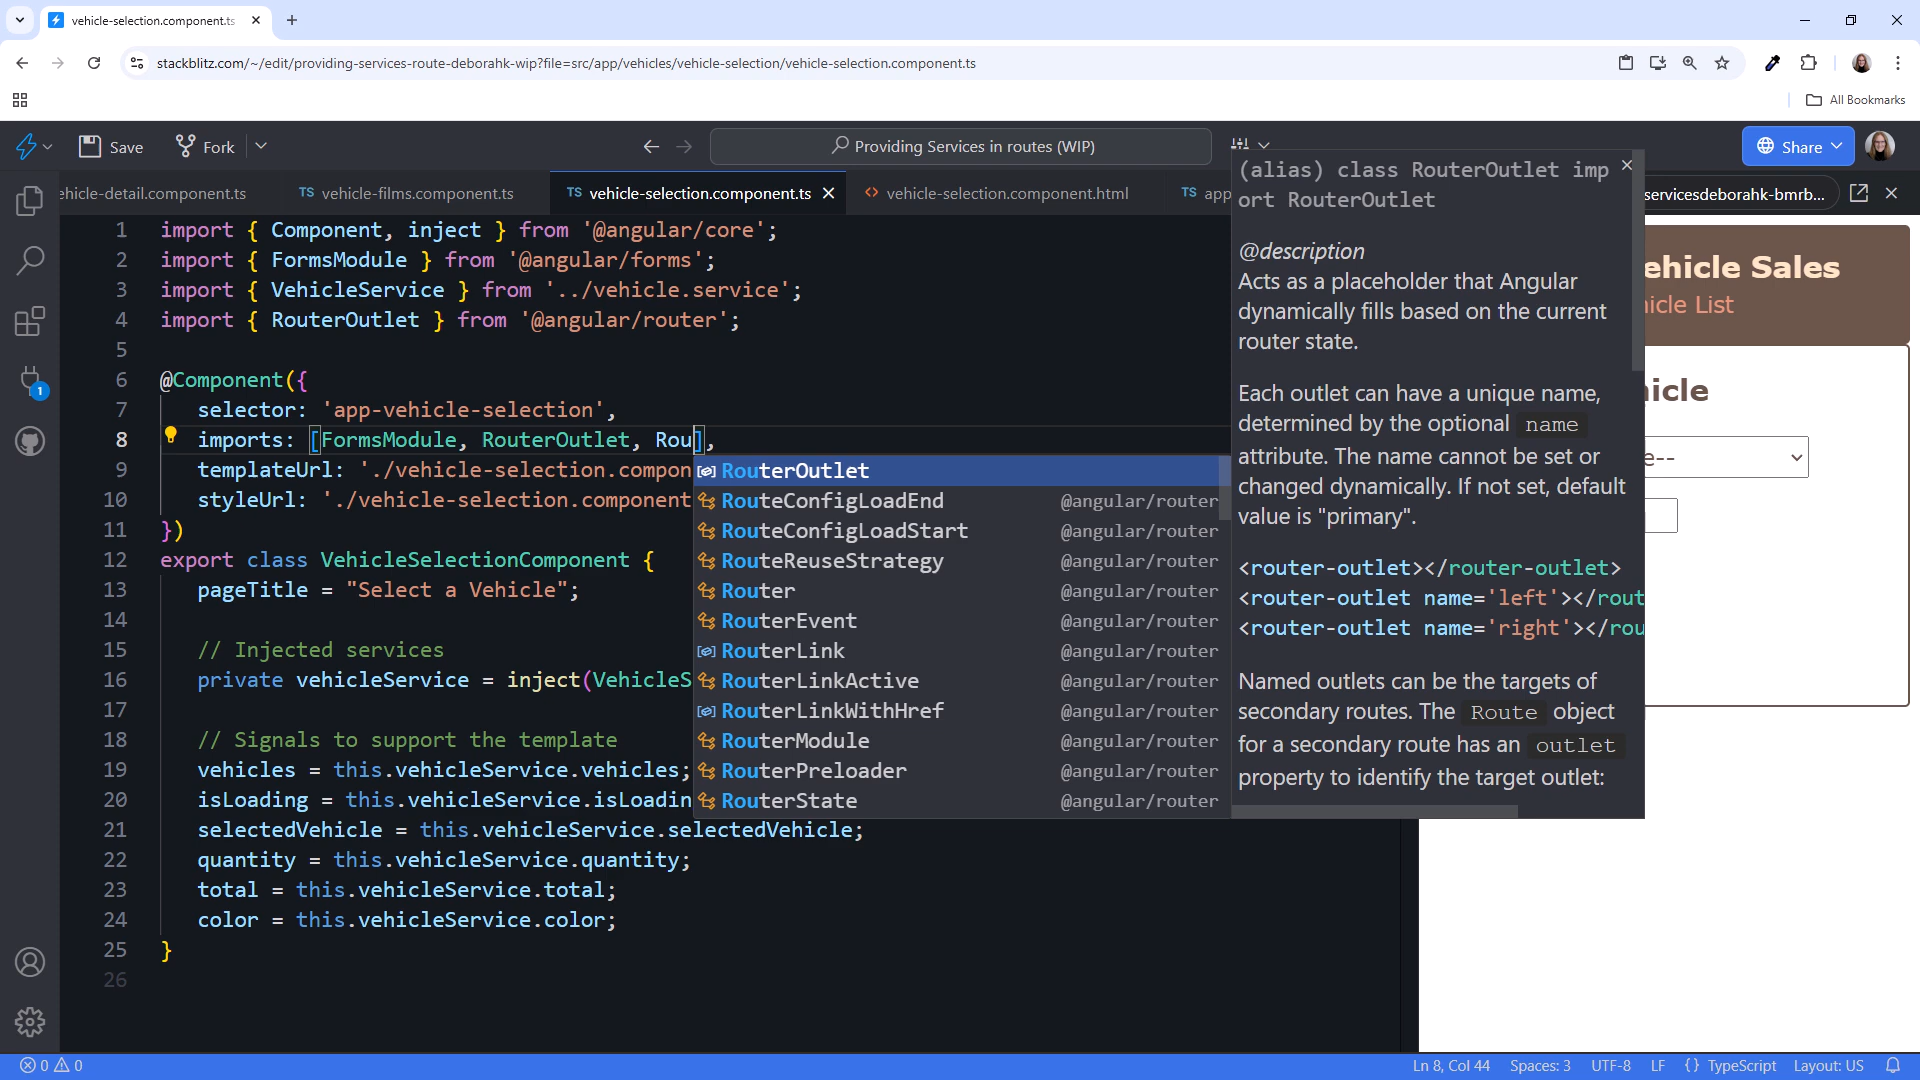 vehicle-selection.component.ts
stackblitz.com/~/edit/providing-services-route-deborahk-wip?file=src/app/vehicles/vehicle-selection/vehicle-selection.component.ts
All Bookmarks
Save
Fork
Providing Services in routes (WIP)
Share
ehicle-detail.component.ts
TS vehicle-films.component.ts
TS vehicle-selection.component.ts
<> vehicle-selection.component.html
TS app
servicesdeborahk-bmrb...
1 import { Component, inject } from '@angular/core';
2 import { FormsModule } from '@angular/forms';
3 import { VehicleService } from '../vehicle.service';
4 import { RouterOutlet } from '@angular/router';
5
6 @Component({
7 selector: 'app-vehicle-selection',
8 imports: [FormsModule, RouterOutlet, Rou],
9 templateUrl: './vehicle-selection.compon
10 styleUrl: './vehicle-selection.component
11 })
12 export class VehicleSelectionComponent {
13 pageTitle = "Select a Vehicle";
14
15 // Injected services
16 private vehicleService = inject(VehicleS
17
18 // Signals to support the template
19 vehicles = this.vehicleService.vehicles;
20 isLoading = this.vehicleService.isLoadin
21 selectedVehicle = this.vehicleService.selectedVehicle;
22 quantity = this.vehicleService.quantity;
23 total = this.vehicleService.total;
24 color = this.vehicleService.color;
25 }
26
RouterOutlet
RouteConfigLoadEnd @angular/router
RouteConfigLoadStart @angular/router
RouteReuseStrategy @angular/router
Router @angular/router
RouterEvent @angular/router
RouterLink @angular/router
RouterLinkActive @angular/router
RouterLinkWithHref @angular/router
RouterModule @angular/router
RouterPreloader @angular/router
RouterState @angular/router
(alias) class RouterOutlet imp
ort RouterOutlet
@description
Acts as a placeholder that Angular
dynamically fills based on the current
router state.
Each outlet can have a unique name,
determined by the optional name
attribute. The name cannot be set or
changed dynamically. If not set, default
value is "primary".
<router-outlet></router-outlet>
<router-outlet name='left'></rout
<router-outlet name='right'></rou
Named outlets can be the targets of
secondary routes. The Route object
for a secondary route has an outlet
property to identify the target outlet:
ehicle Sales
icle List
icle
e--
1
0 0
Ln 8, Col 44
Spaces: 3
UTF-8
LF
{} TypeScript
Layout: US